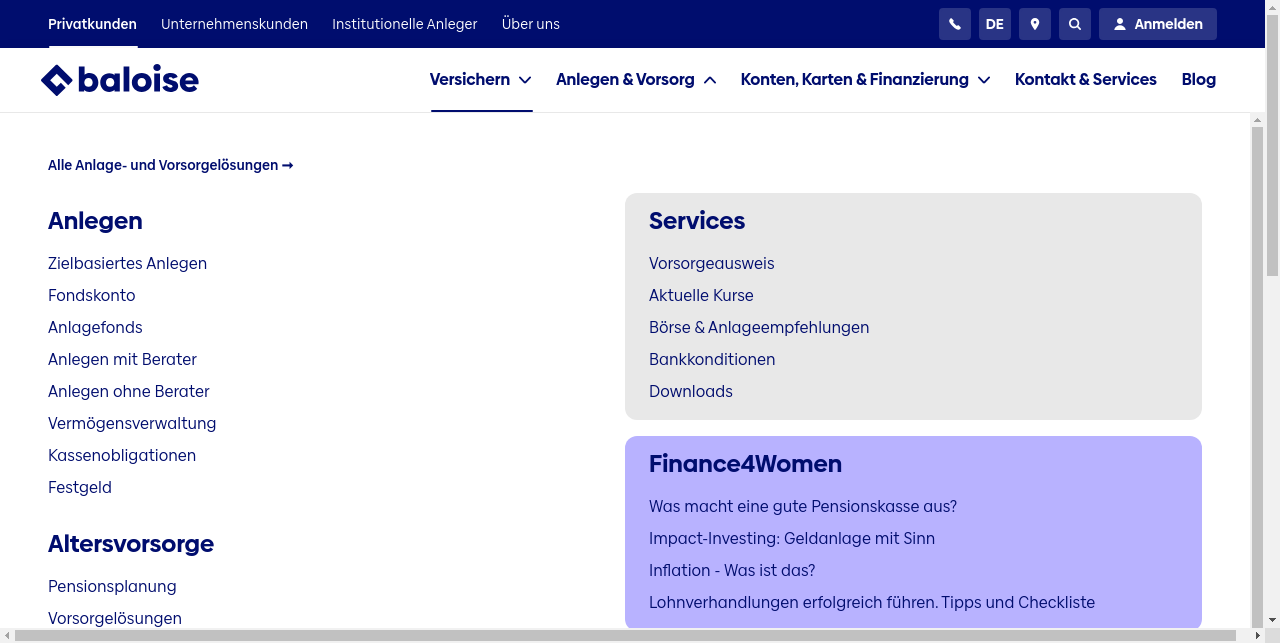 Privatkunden Unternehmenskunden Institutionelle Anleger Über uns DE Anmelden
baloise Versichern Anlegen & Vorsorg Konten, Karten & Finanzierung Kontakt & Services Blog
Alle Anlage- und Vorsorgelösungen →
Anlegen
Zielbasiertes Anlegen
Fondskonto
Anlagefonds
Anlegen mit Berater
Anlegen ohne Berater
Vermögensverwaltung
Kassenobligationen
Festgeld
Altersvorsorge
Pensionsplanung
Vorsorgelösungen
Services
Vorsorgeausweis
Aktuelle Kurse
Börse & Anlageempfehlungen
Bankkonditionen
Downloads
Finance4Women
Was macht eine gute Pensionskasse aus?
Impact-Investing: Geldanlage mit Sinn
Inflation - Was ist das?
Lohnverhandlungen erfolgreich führen. Tipps und Checkliste